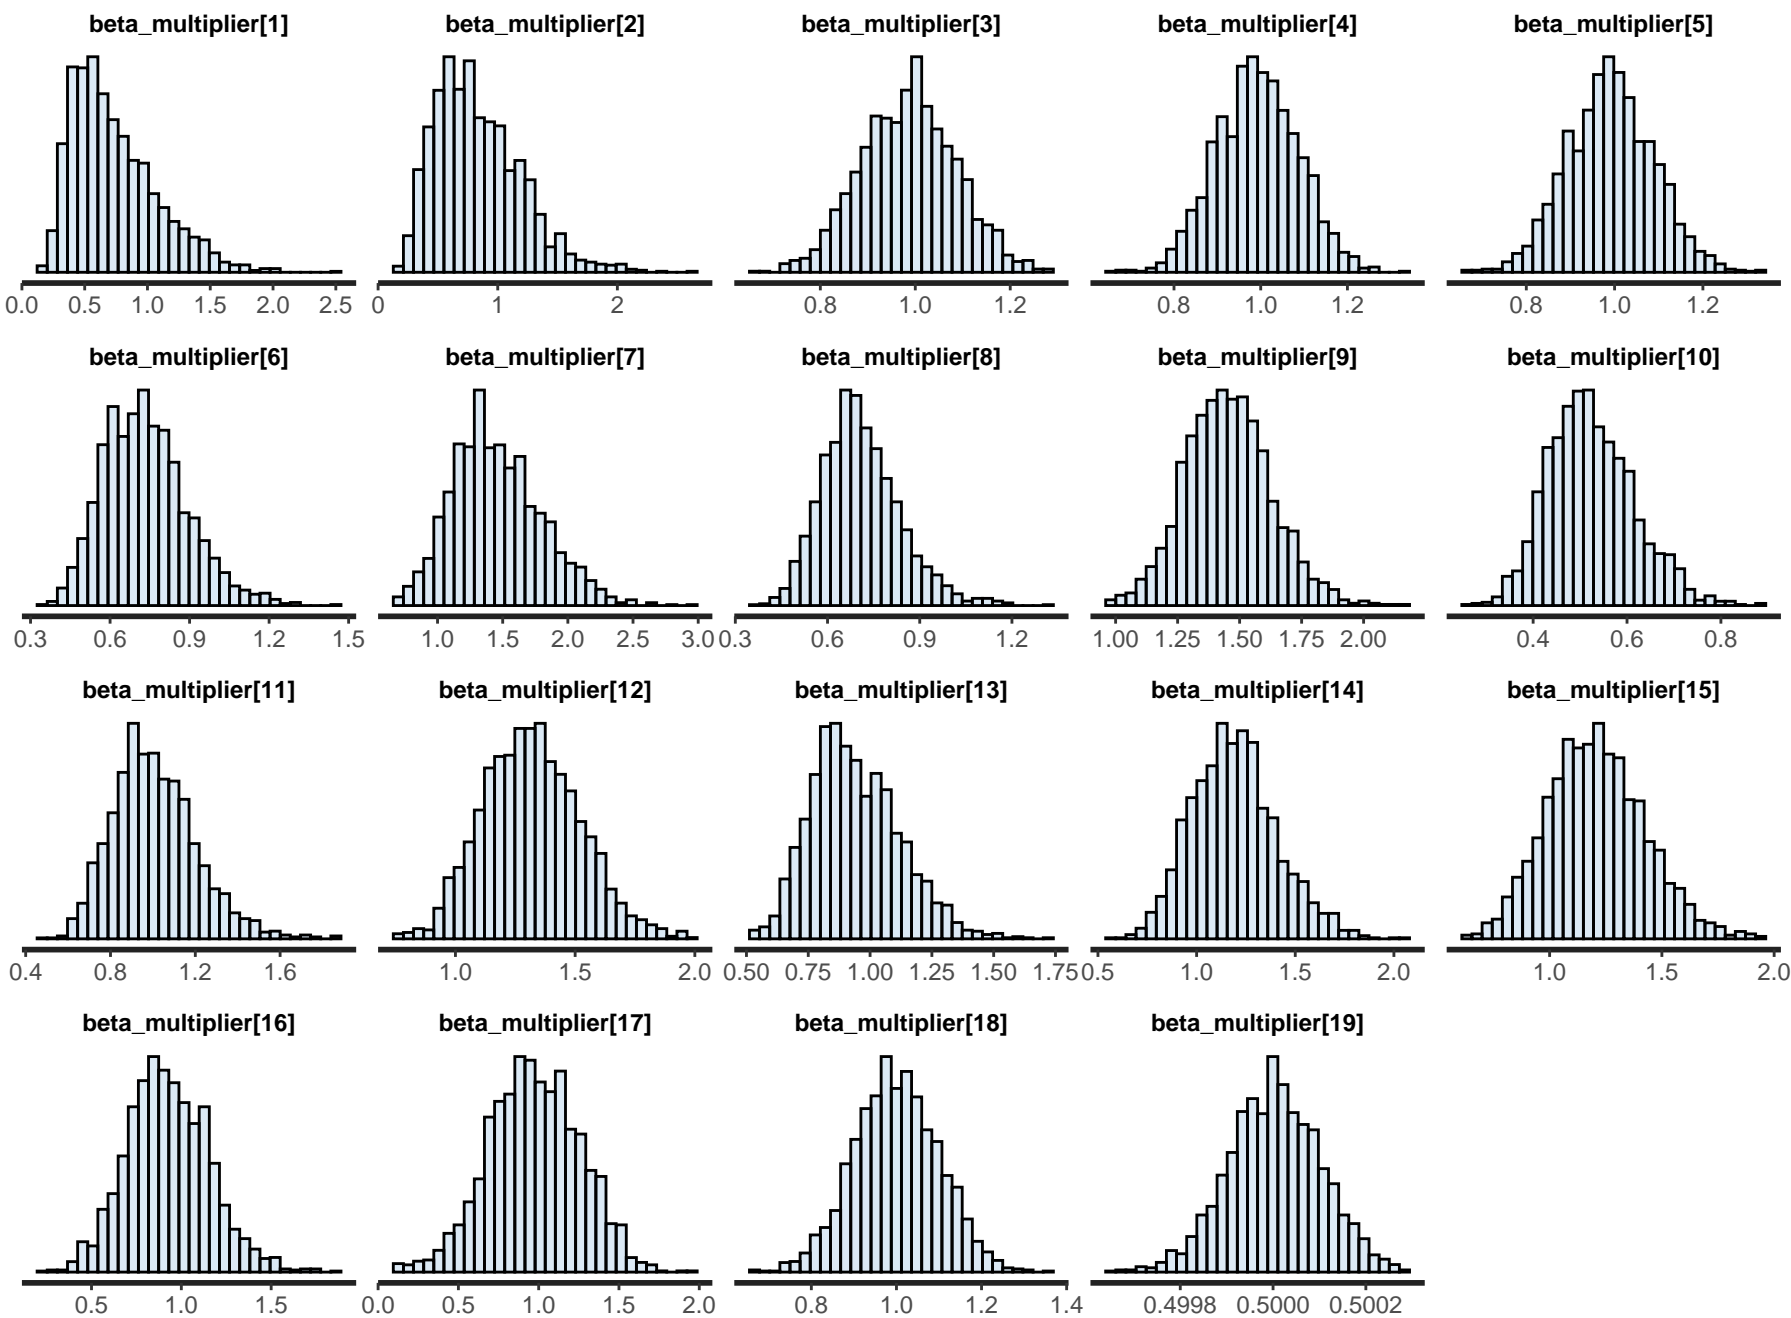 beta_multiplier[1] beta_multiplier[2] beta_multiplier[3] beta_multiplier[4] beta_multiplier[5]
0.0 0.5 1.0 1.5 2.0 2.5 0 1 2 0.8 1.0 1.2 0.8 1.0 1.2 0.8 1.0 1.2
beta_multiplier[6] beta_multiplier[7] beta_multiplier[8] beta_multiplier[9] beta_multiplier[10]
0.3 0.6 0.9 1.2 1.5 1.0 1.5 2.0 2.5 3.0 0.3 0.6 0.9 1.2 1.00 1.25 1.50 1.75 2.00 0.4 0.6 0.8
beta_multiplier[11] beta_multiplier[12] beta_multiplier[13] beta_multiplier[14] beta_multiplier[15]
0.4 0.8 1.2 1.6 1.0 1.5 2.0 0.50 0.75 1.00 1.25 1.50 1.75 0.5 1.0 1.5 2.0 1.0 1.5 2.0
beta_multiplier[16] beta_multiplier[17] beta_multiplier[18] beta_multiplier[19]
0.5 1.0 1.5 0.0 0.5 1.0 1.5 2.0 0.8 1.0 1.2 1.4 0.4998 0.5000 0.5002